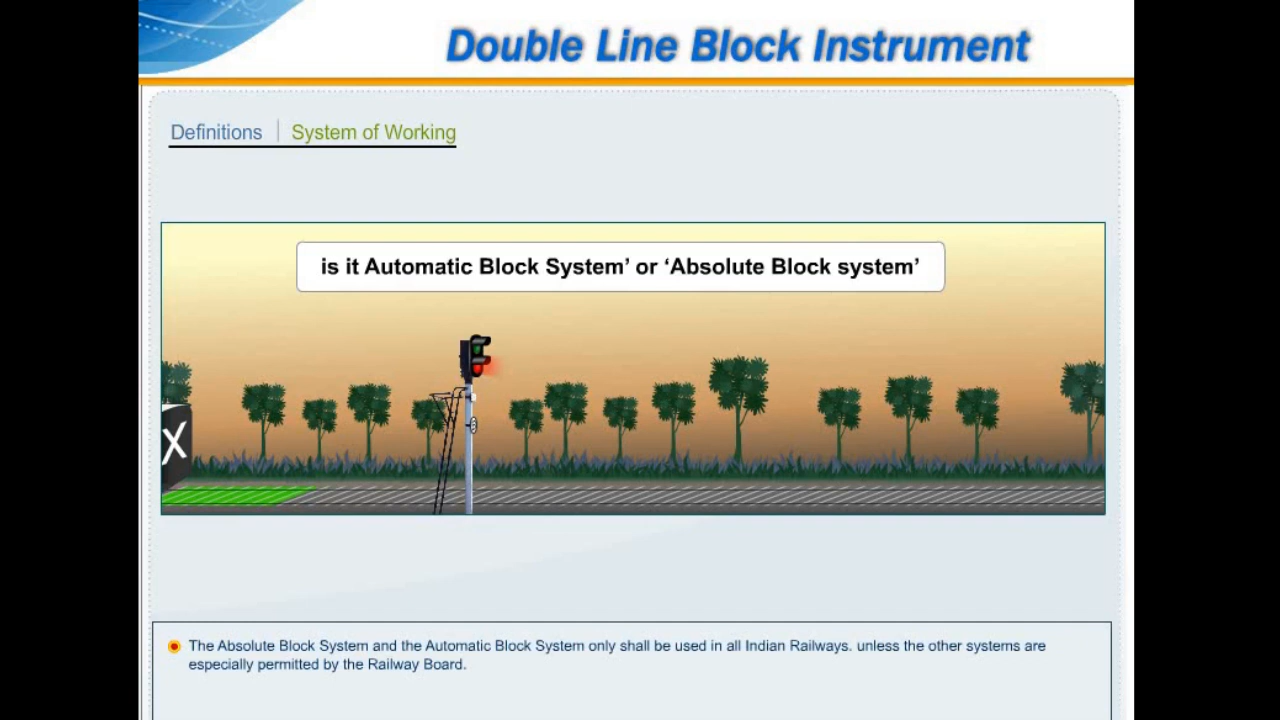 Double Line Block Instrument
Definitions | System of Working
is it Automatic Block System’ or ‘Absolute Block system’
X
The Absolute Block System and the Automatic Block System only shall be used in all Indian Railways. unless the other systems are
especially permitted by the Railway Board.